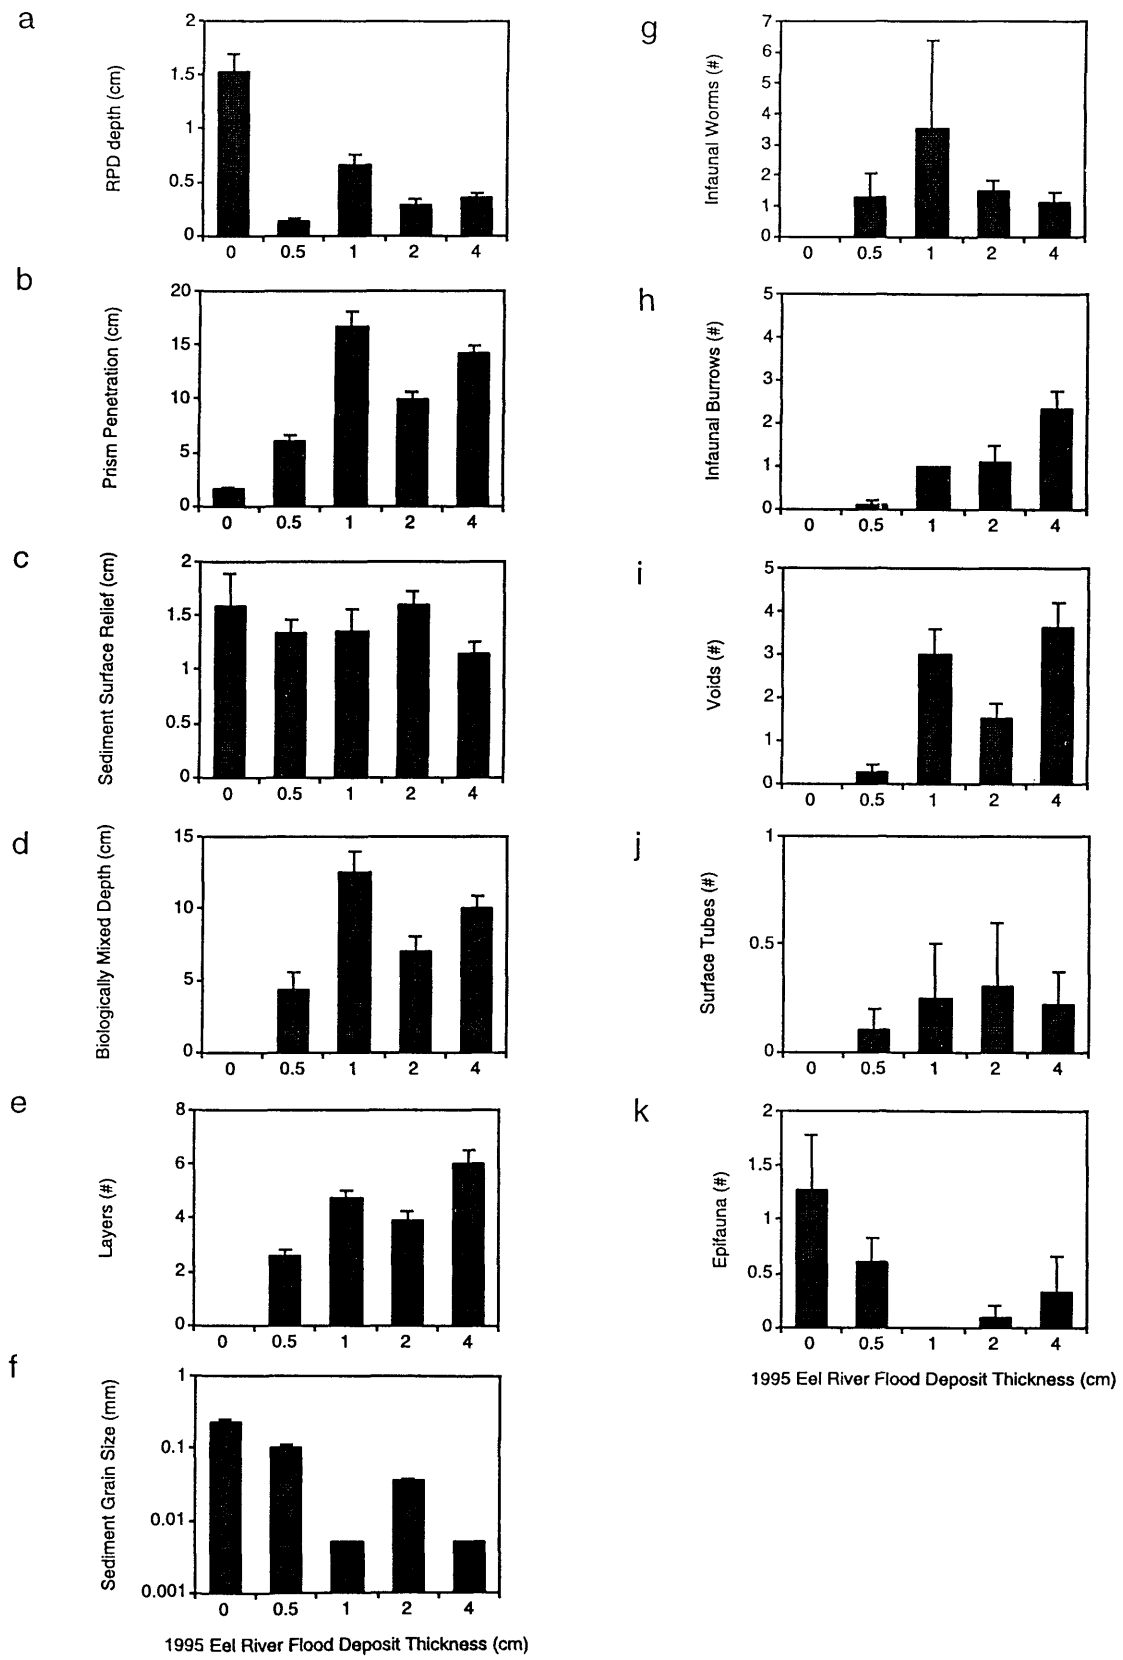 a
RPD depth (cm)
2
1.5
1
0.5
0
0 0.5 1 2 4
b
Prism Penetration (cm)
20
15
10
5
0
0 0.5 1 2 4
c
Sediment Surface Relief (cm)
2
1.5
1
0.5
0
0 0.5 1 2 4
d
Biologically Mixed Depth (cm)
15
10
5
0
0 0.5 1 2 4
e
Layers (#)
8
6
4
2
0
0 0.5 1 2 4
f
Sediment Grain Size (mm)
1
0.1
0.01
0.001
0 0.5 1 2 4
1995 Eel River Flood Deposit Thickness (cm)
g
Infaunal Worms (#)
7
6
5
4
3
2
1
0
0 0.5 1 2 4
h
Infaunal Burrows (#)
5
4
3
2
1
0
0 0.5 1 2 4
i
Voids (#)
5
4
3
2
1
0
0 0.5 1 2 4
j
Surface Tubes (#)
1
0.5
0
0 0.5 1 2 4
k
Epifauna (#)
2
1.5
1
0.5
0
0 0.5 1 2 4
1995 Eel River Flood Deposit Thickness (cm)